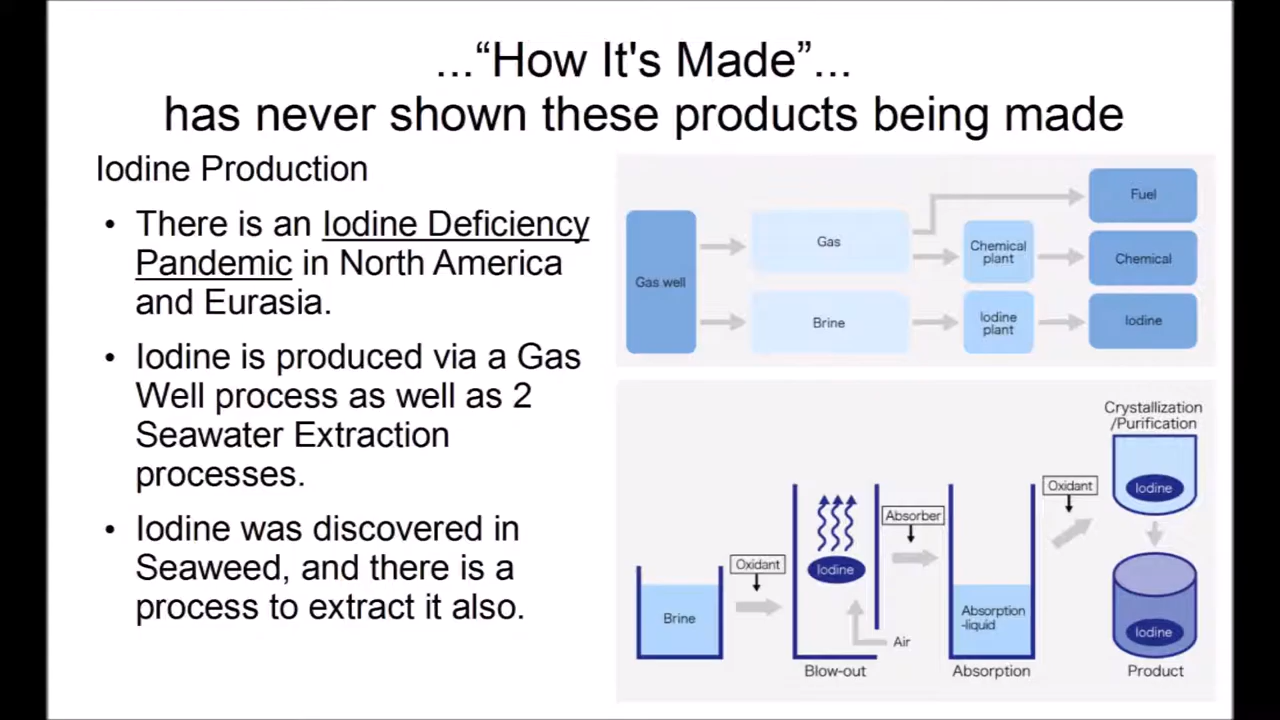 ...“How It's Made”...
has never shown these products being made
Iodine Production
• There is an Iodine Deficiency
Pandemic in North America
and Eurasia.
• Iodine is produced via a Gas
Well process as well as 2
Seawater Extraction
processes.
• Iodine was discovered in
Seaweed, and there is a
process to extract it also.
Gas well
Gas
Brine
Chemical
plant
Iodine
plant
Fuel
Chemical
Iodine
Brine
Oxidant
Iodine
Air
Blow-out
Absorber
Absorption
-liquid
Absorption
Oxidant
Crystallization
/Purification
Iodine
Iodine
Product